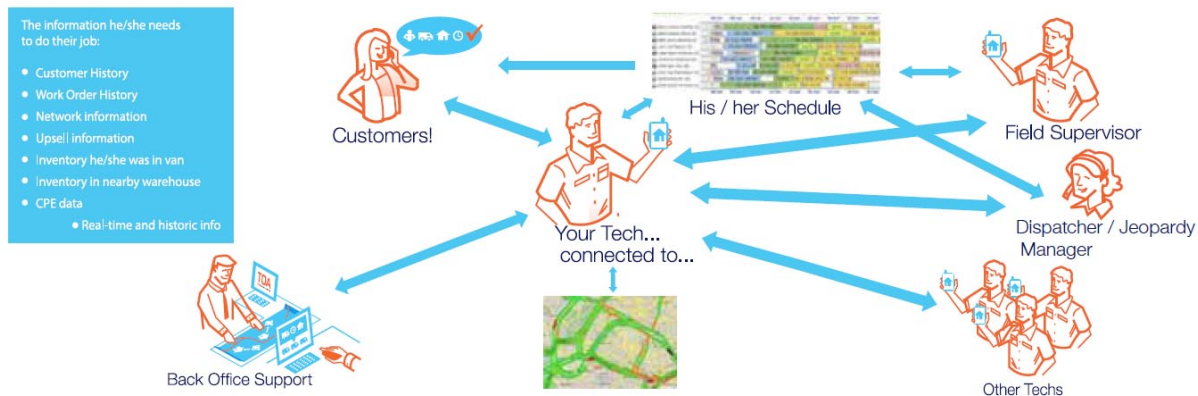 The information he/she needs
to do their job:
• Customer History
• Work Order History
• Network information
• Upsell information
• Inventory he/she was in van
• Inventory in nearby warehouse
• CPE data
• Real-time and historic info
Customers!
His / her Schedule
Field Supervisor
Your Tech...
connected to...
Dispatcher / Jeopardy
Manager
TOA
Back Office Support
Other Techs